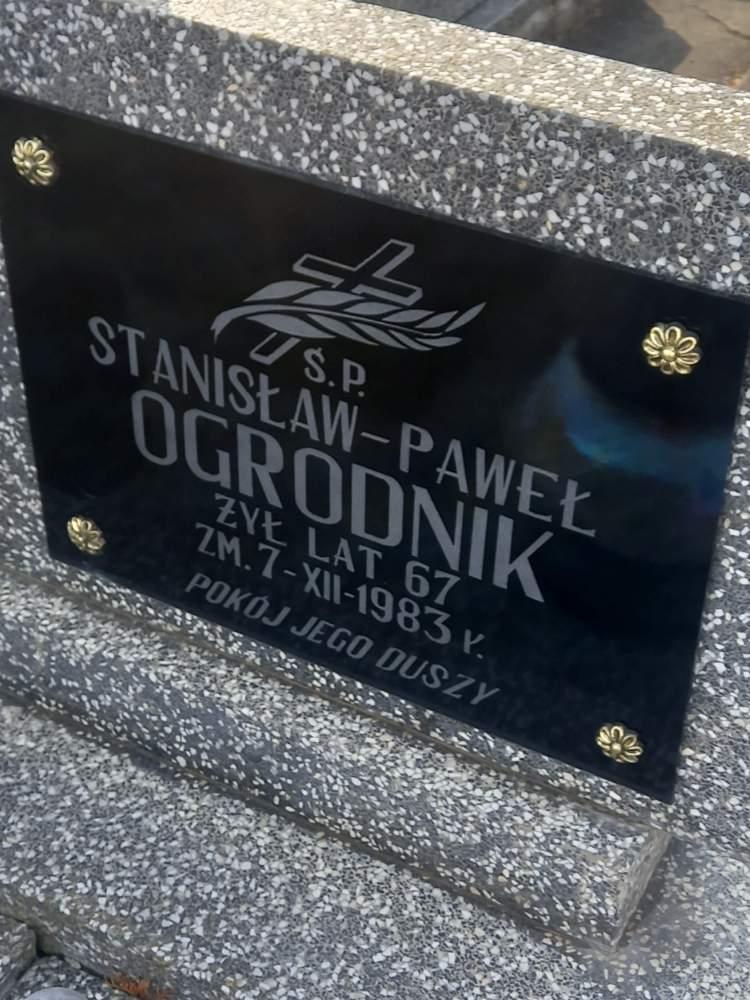 Ś.P.
STANISŁAW-PAWEŁ
OGRODNIK
ŻYŁ LAT 67
ZM. 7-XII-1983 r.
POKÓJ JEGO DUSZY